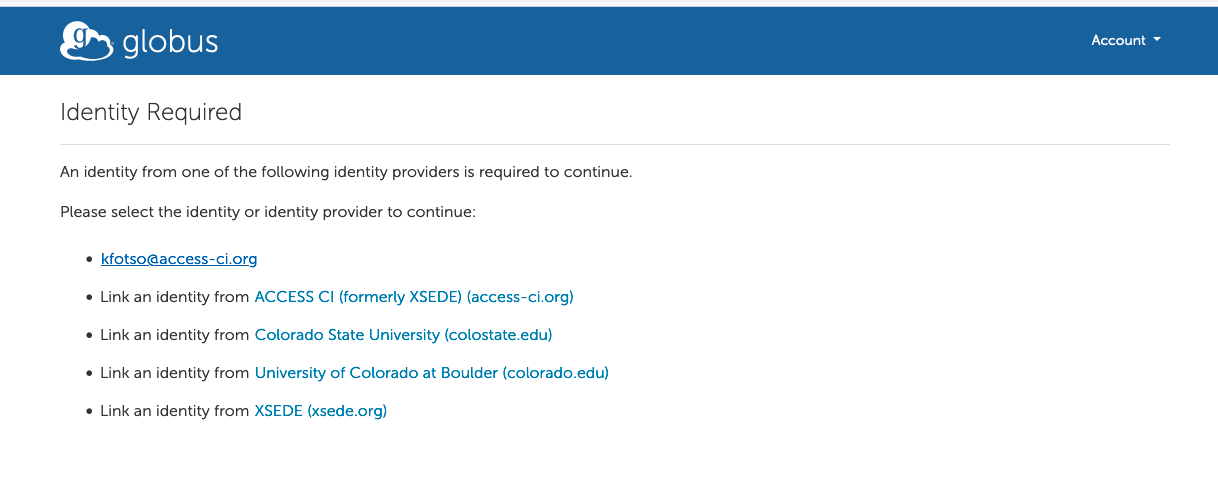 globus
Account
Identity Required
An identity from one of the following identity providers is required to continue.
Please select the identity or identity provider to continue:
• kfotso@access-ci.org
• Link an identity from ACCESS CI (formerly XSEDE) (access-ci.org)
• Link an identity from Colorado State University (colostate.edu)
• Link an identity from University of Colorado at Boulder (colorado.edu)
• Link an identity from XSEDE (xsede.org)